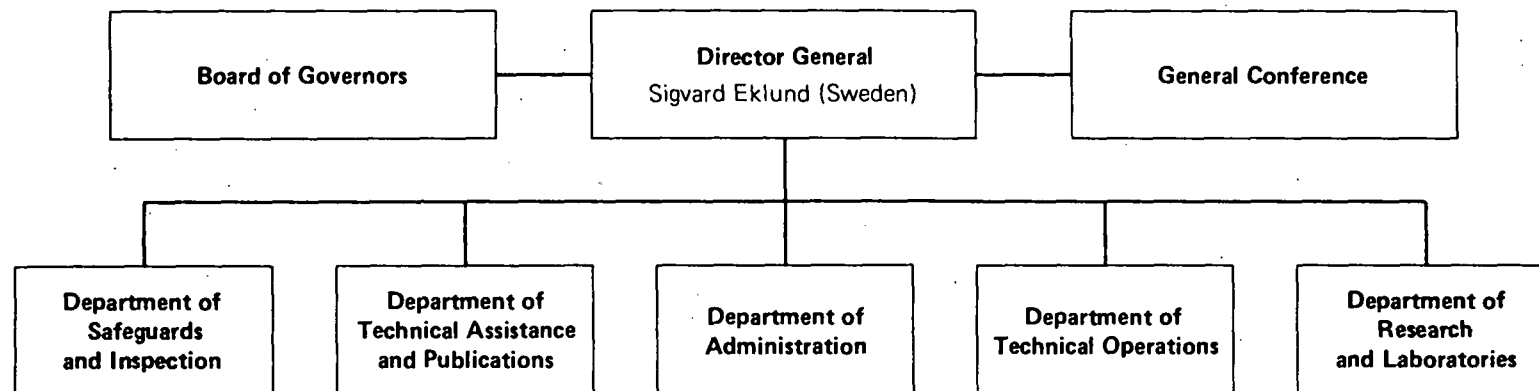 Board of Governors
Director General
Sigvard Eklund (Sweden)
General Conference
Department of
Safeguards
and Inspection
Department of
Technical Assistance
and Publications
Department of
Administration
Department of
Technical Operations
Department of
Research
and Laboratories